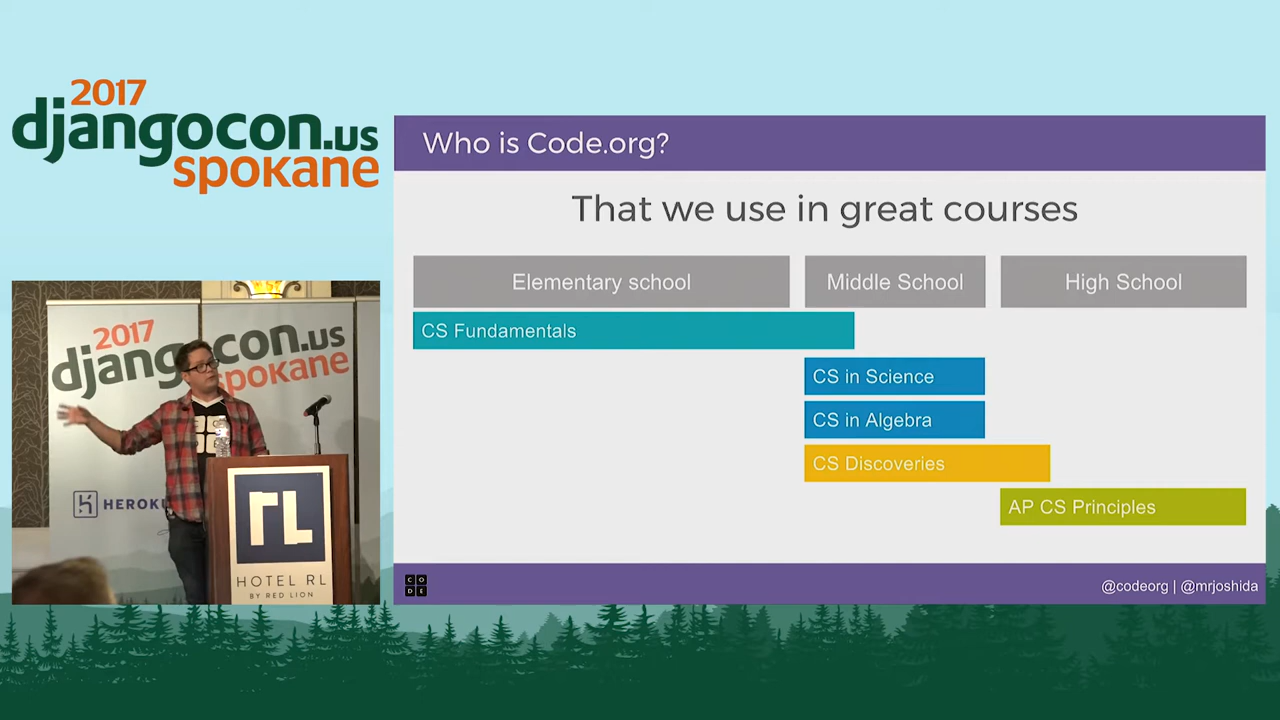 2017
djangocon.us
spokane
Who is Code.org?
That we use in great courses
Elementary school
Middle School
High School
CS Fundamentals
CS in Science
CS in Algebra
CS Discoveries
AP CS Principles
CODE
@codeorg | @mrjoshida
2017
djangocon.us
spokane
HEROKU
RL
HOTEL RL
BY RED LION